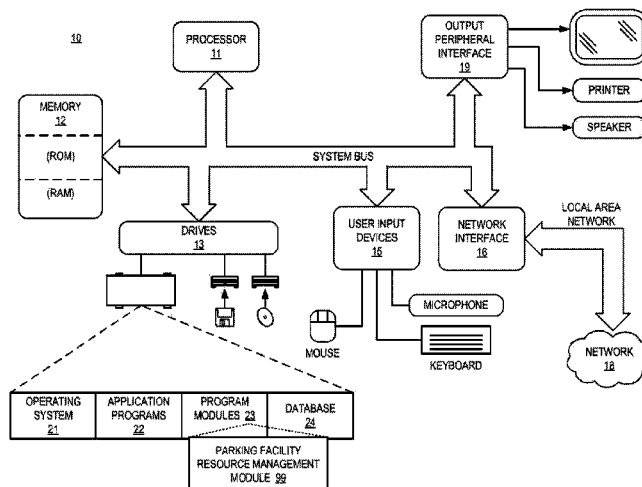 10
PROCESSOR
11
OUTPUT
PERIPHERAL
INTERFACE
19
PRINTER
SPEAKER
MEMORY
12
(ROM)
(RAM)
SYSTEM BUS
DRIVES
13
USER INPUT
DEVICES
15
NETWORK
INTERFACE
16
LOCAL AREA
NETWORK
MICROPHONE
MOUSE
KEYBOARD
NETWORK
18
OPERATING
SYSTEM
21
APPLICATION
PROGRAMS
22
PROGRAM
MODULES 23
DATABASE
24
PARKING FACILITY
RESOURCE MANAGEMENT
MODULE 99